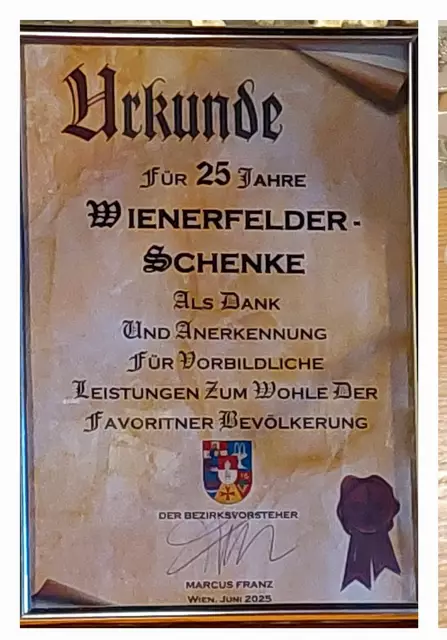 Urkunde
Für 25 Jahre
Wienerfelder-
Schenke
Als Dank
Und Anerkennung
Für Vorbildliche
Leistungen Zum Wohle Der
Favoritner Bevölkerung
DER BEZIRKSVORSTEHER
MARCUS FRANZ
Wien, Juni 2025